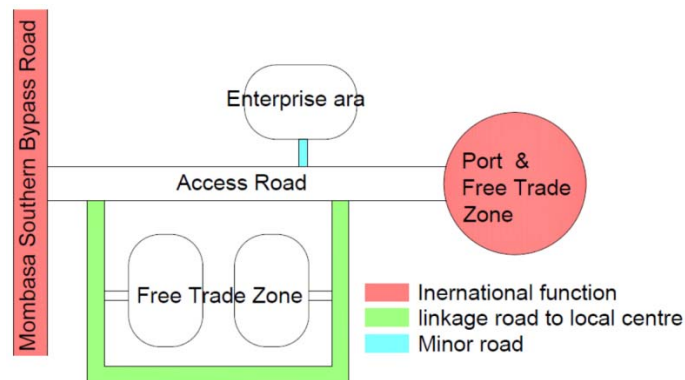 Mombasa Southern Bypass Road
Enterprise ara
Access Road
Port &
Free Trade
Zone
Free Trade Zone
Inernational function
linkage road to local centre
Minor road